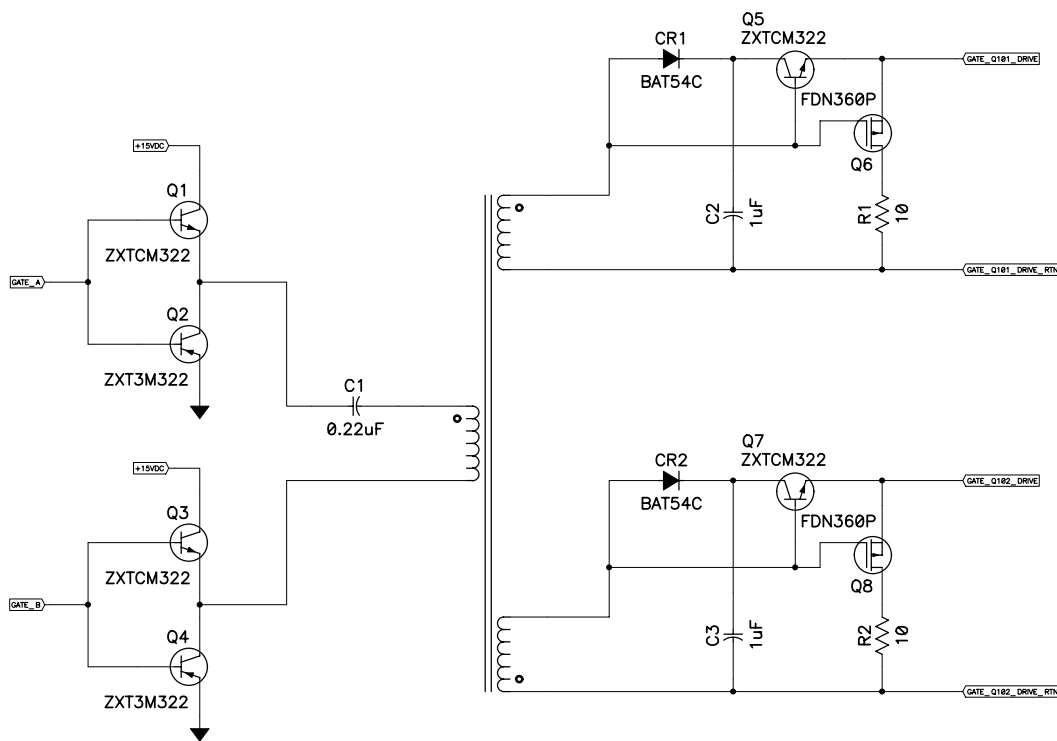 Q5
ZXTCM322
CR1
BAT54C
GATE_Q101_DRIVE
FDN360P
Q6
+15VDC
Q1
ZXTCM322
C2
1uF
R1
10
GATE_A
GATE_Q101_DRIVE_RTN
Q2
ZXT3M322
C1
0.22uF
Q7
ZXTCM322
+15VDC
CR2
BAT54C
GATE_Q102_DRIVE
Q3
ZXTCM322
FDN360P
Q8
GATE_B
Q4
ZXT3M322
C3
1uF
R2
10
GATE_Q102_DRIVE_RTN